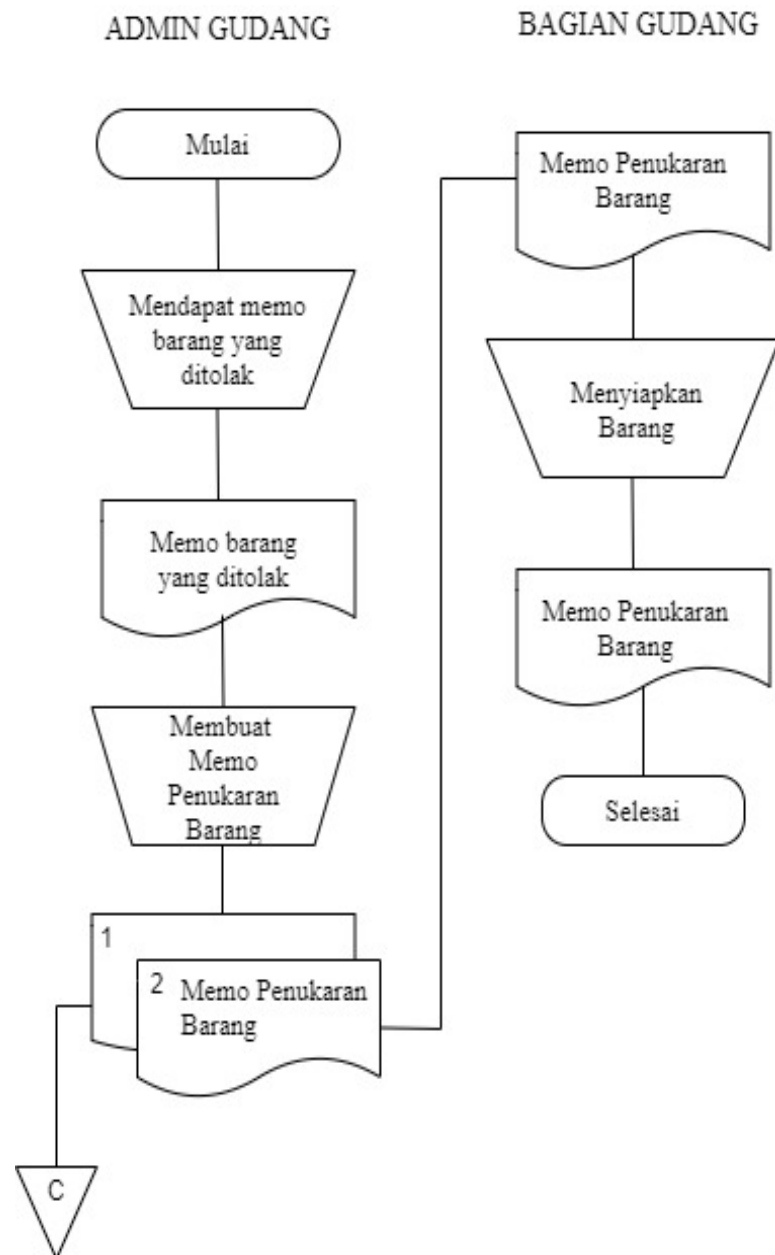 ADMIN GUDANG
Mulai
Mendapat memo
barang yang
ditolak
Memo barang
yang ditolak
Membuat
Memo
Penukaran
Barang
1
2
Memo Penukaran
Barang
C
BAGIAN GUDANG
Memo Penukaran
Barang
Menyiapkan
Barang
Memo Penukaran
Barang
Selesai